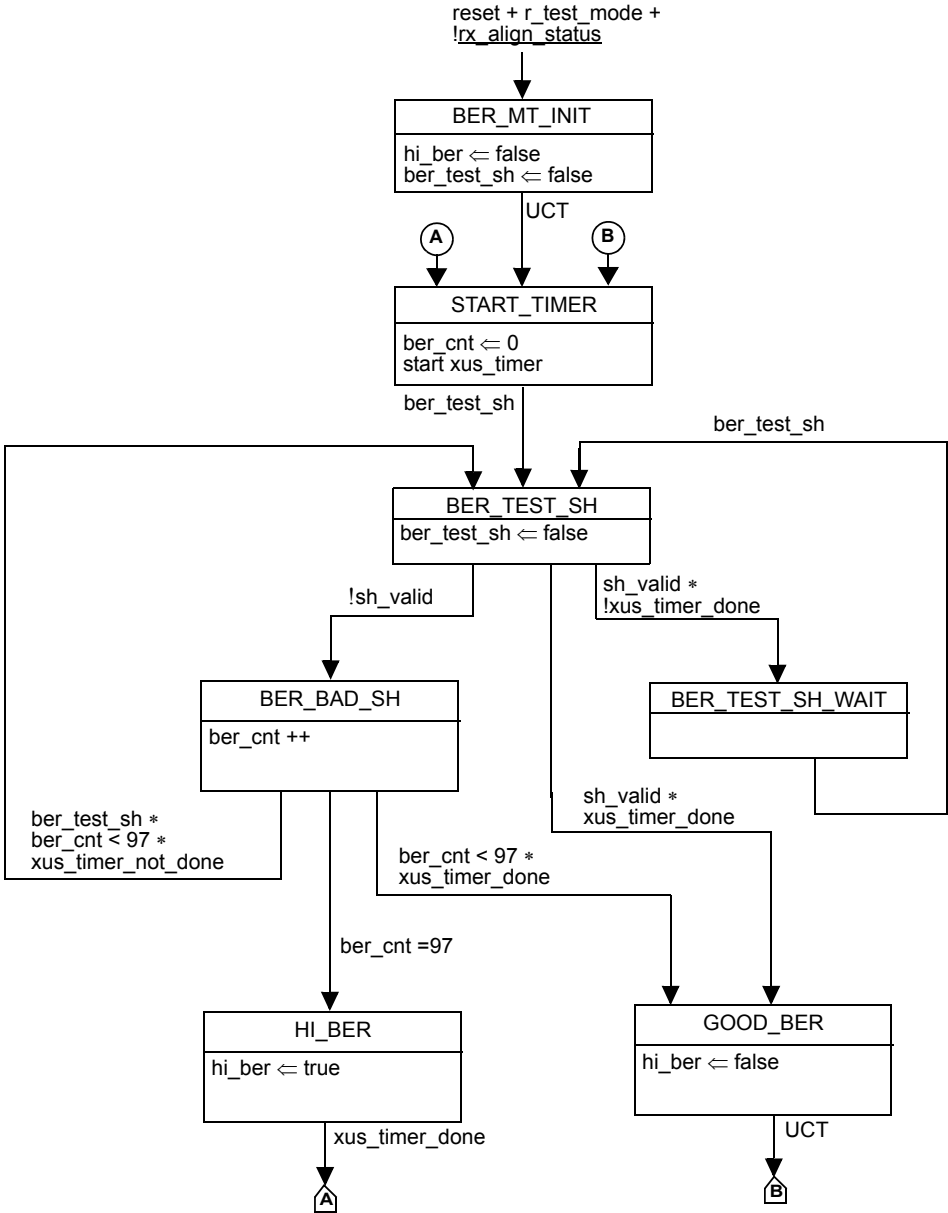 reset + r_test_mode +
!rx_align_status
BER_MT_INIT
hi_ber ⇐ false
ber_test_sh ⇐ false
UCT
A
B
START_TIMER
ber_cnt ⇐ 0
start xus_timer
ber_test_sh
ber_test_sh
BER_TEST_SH
ber_test_sh ⇐ false
!sh_valid
sh_valid *
!xus_timer_done
BER_BAD_SH
ber_cnt ++
BER_TEST_SH_WAIT
ber_test_sh *
ber_cnt < 97 *
xus_timer_not_done
ber_cnt < 97 *
xus_timer_done
sh_valid *
xus_timer_done
ber_cnt =97
HI_BER
hi_ber ⇐ true
GOOD_BER
hi_ber ⇐ false
xus_timer_done
UCT
A
B